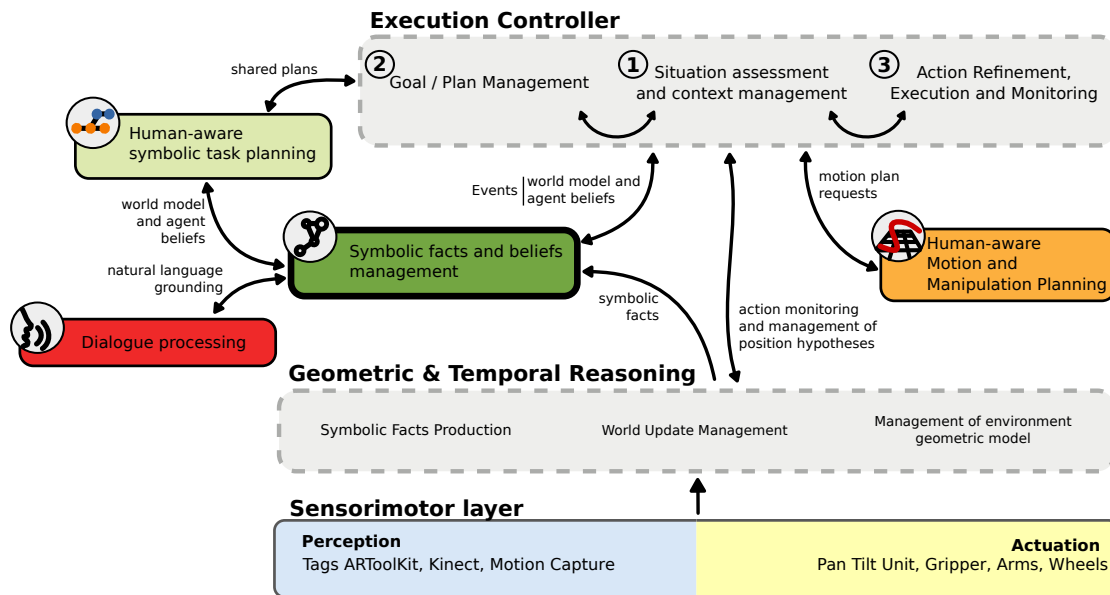 Execution Controller
2
Goal / Plan Management
1
Situation assessment
and context management
3
Action Refinement,
Execution and Monitoring
shared plans
Human-aware
symbolic task planning
Events
world model and
agent beliefs
motion plan
requests
world model
and agent
beliefs
Symbolic facts and beliefs
management
Human-aware
Motion and
Manipulation Planning
natural language
grounding
symbolic
facts
action monitoring
and management of
position hypotheses
Dialogue processing
Geometric & Temporal Reasoning
Symbolic Facts Production
World Update Management
Management of environment
geometric model
Sensorimotor layer
Perception
Tags ARToolKit, Kinect, Motion Capture
Actuation
Pan Tilt Unit, Gripper, Arms, Wheels